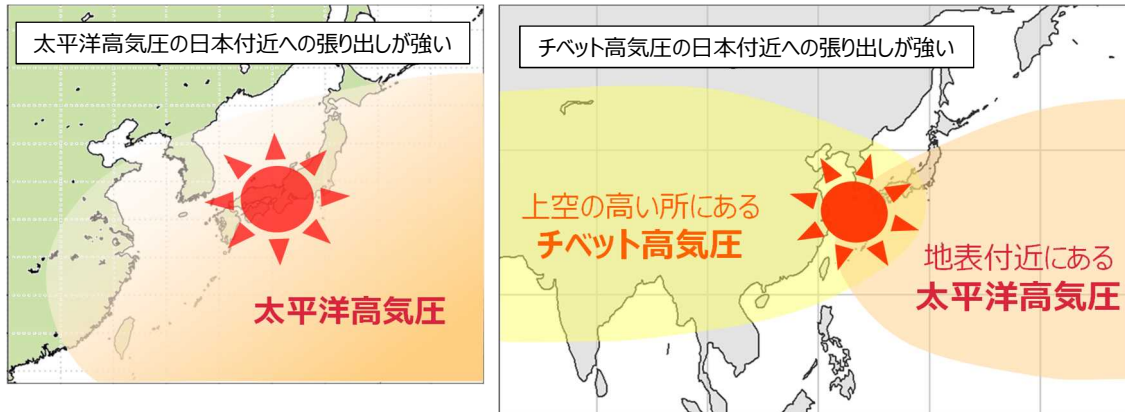 太平洋高気圧の日本付近への張り出しが強い
太平洋高気圧
チベット高気圧の日本付近への張り出しが強い
上空の高い所にある
チベット高気圧
地表付近にある
太平洋高気圧